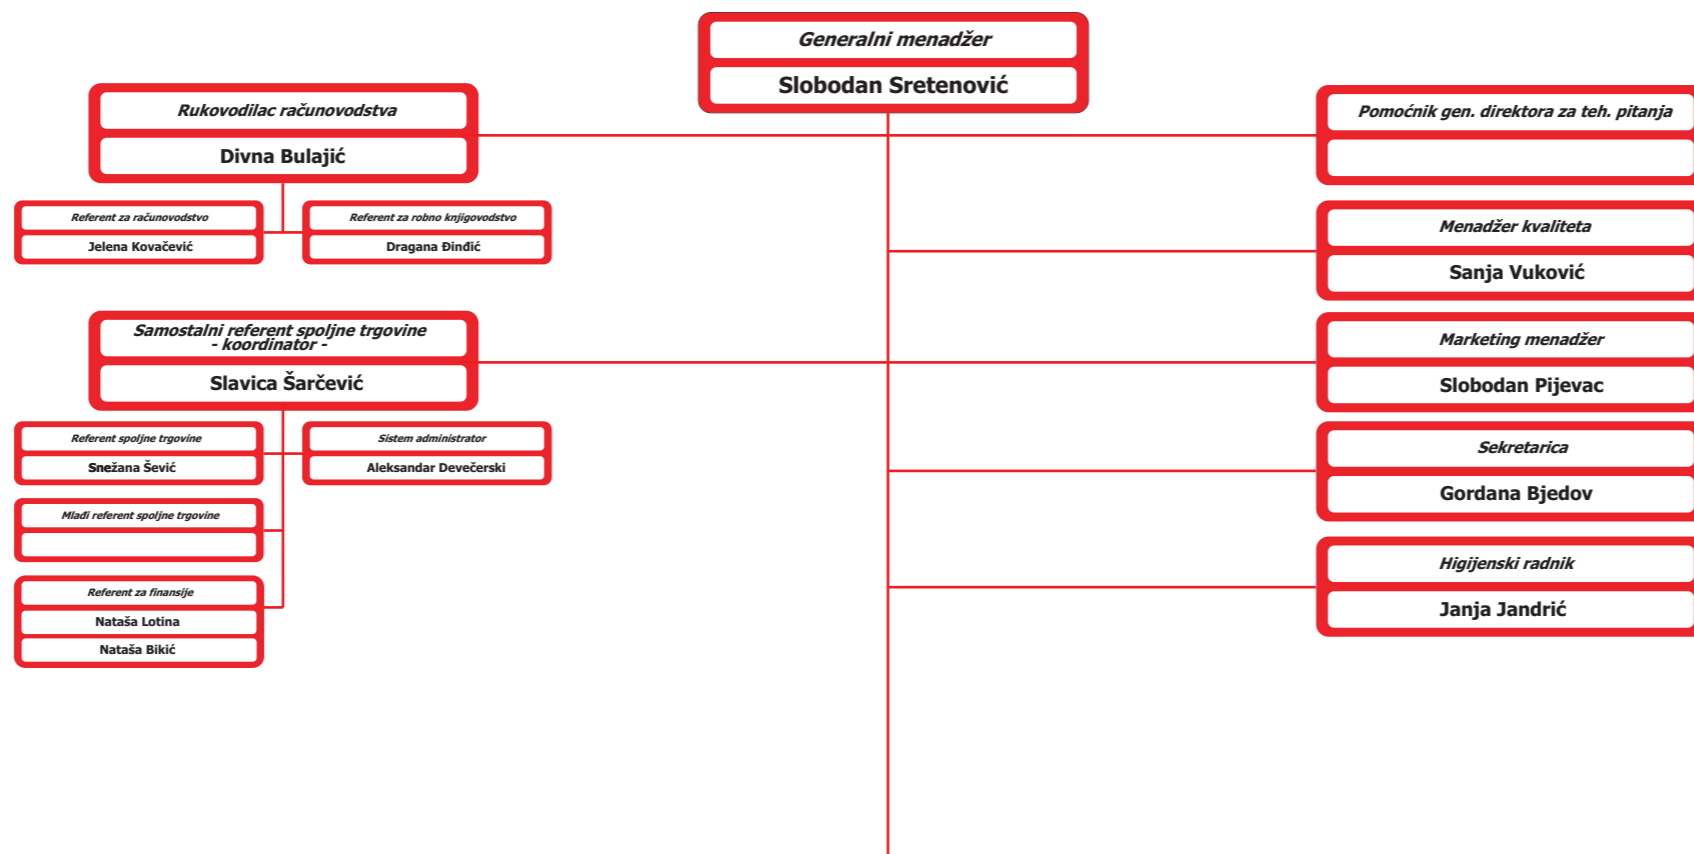 Generalni menadžer
Slobodan Sretenović
Rukovodilac računovodstva
Divna Bulajić
Referent za računovodstvo
Jelena Kovačević
Referent za robno knjigovodstvo
Dragana Đinđić
Samostalni referent spoljne trgovine
- koordinator -
Slavica Šarčević
Referent spoljne trgovine
Snežana Šević
Sistem administrator
Aleksandar Devečerski
Mlađi referent spoljne trgovine
Referent za finansije
Nataša Lotina
Nataša Bikić
Pomoćnik gen. direktora za teh. pitanja
Menadžer kvaliteta
Sanja Vuković
Marketing menadžer
Slobodan Pijevac
Sekretarica
Gordana Bjedov
Higijenski radnik
Janja Jandrić